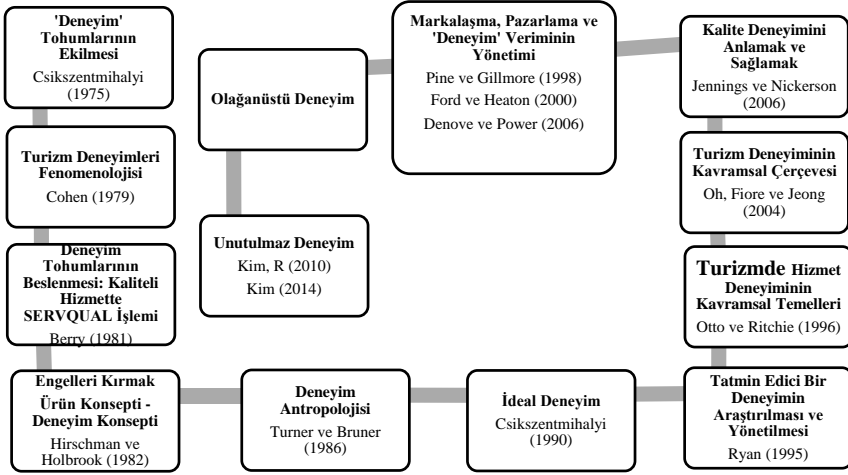 'Deneyim'
Tohumlarının
Ekilmesi
Csikszentmihalyi
(1975)
Turizm Deneyimleri
Fenomenolojisi
Cohen (1979)
Deneyim
Tohumlarının
Beslenmesi: Kaliteli
Hizmette
SERVQUAL İşlemi
Berry (1981)
Engelleri Kırmak
Ürün Konsepti -
Deneyim Konsepti
Hirschman ve
Holbrook (1982)
Deneyim
Antropolojisi
Turner ve Bruner
(1986)
İdeal Deneyim
Csikszentmihalyi
(1990)
Tatmin Edici Bir
Deneyimin
Araştırılması ve
Yönetilmesi
Ryan (1995)
Turizmde Hizmet
Deneyiminin
Kavramsal Temelleri
Otto ve Ritchie (1996)
Turizm Deneyiminin
Kavramsal Çerçevesi
Oh, Fiore ve Jeong
(2004)
Kalite Deneyimini
Anlamak ve
Sağlamak
Jennings ve Nickerson
(2006)
Markalaşma, Pazarlama ve
'Deneyim' Veriminin
Yönetimi
Pine ve Gillmore (1998)
Ford ve Heaton (2000)
Denove ve Power (2006)
Olağanüstü Deneyim
Unutulmaz Deneyim
Kim, R (2010)
Kim (2014)